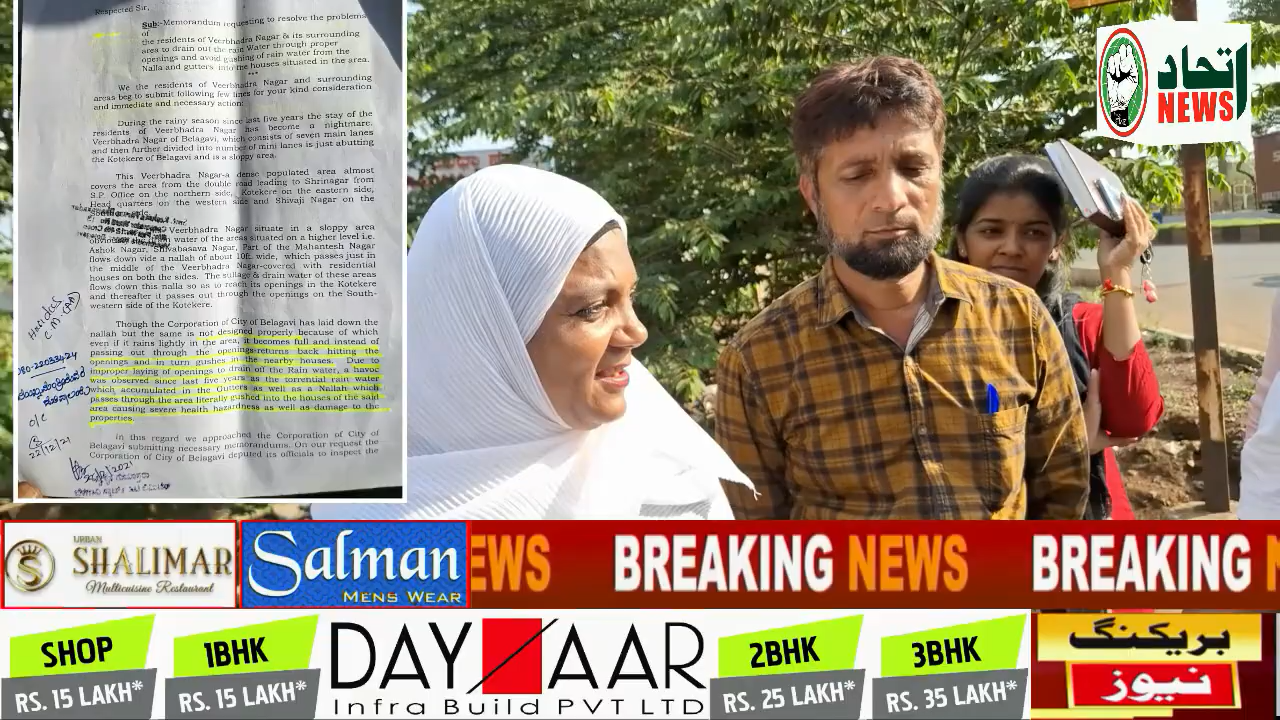 Respected Sir,
Sub:-Memorandum requesting to resolve the problems
of
the residents of Veerbhadra Nagar & its surrounding
area to drain out the rain Water through proper
openings and avoid gushing of rain water from the
Nalla and gutters into the houses situated in the area.
***
We the residents of Veerbhadra Nagar and surrounding
areas beg to submit following few lines for your kind consideration
and immediate and necessary action:
During the rainy season since last five years the stay of the
residents of Veerbhadra Nagar has become a nightmare.
Veerbhadra Nagar of Belagavi, which consists of seven main lanes
and then further divided into number of mini lanes is just abutting
the Kotekere of Belagavi and is a sloppy area.
This Veerbhadra Nagar dense populated area almost
covers the area from the double road leading to Shrinagar from
S.P. Office on the northern side, Kotekere on the eastern side,
Head quarters on the western side and Shivaji Nagar on the
Veerbhadra Nagar situate in a sloppy area
water of the areas situated on a higher level i.e.
Ashok Nagar, Shivabasava Nagar, Part of the Mahantesh Nagar
flows down vide a nallah of about 10ft. wide, which passes just in
the middle of the Veerbhadra Nagar covered with residential
houses on both the sides. The sullage & drain water of these areas
flows down this nalla so as to reach its openings in the Kotekere
and thereafter it passes out through the openings on the South-
western side of the Kotekere.
Though the Corporation of City of Belagavi has laid down the
nallah but the same is not designed properly because of which
even if it rains lightly in the area, it becomes full and instead of
passing out through the openings returns back hitting the
openings and in turn gushes in the nearby houses. Due to
improper laying of openings to drain off the Rain water, a havoc
was observed since last five years as the torrential rain water
which accumulated in the Gutters as well as a Nallah which
passes through the area literally gushed into the houses of the said
area causing severe health hazardness as well as damage to the
properties.
In this regard we approached the Corporation of City of
Belagavi submitting necessary memorandums. On our request the
Corporation of City of Belagavi deputed its officials to inspect the
080-22033424
O/C
22/12/21
اتحاد
NEWS
URBAN
SHALIMAR
Multicuisine Restaurant
Salman
MENS WEAR
EWS BREAKING NEWS BREAKING N
SHOP
RS. 15 LAKH*
1BHK
RS. 15 LAKH*
DAYAAR
Infra Build PVT LTD
2BHK
RS. 25 LAKH*
3BHK
RS. 35 LAKH*
بریکنگ
نیوز